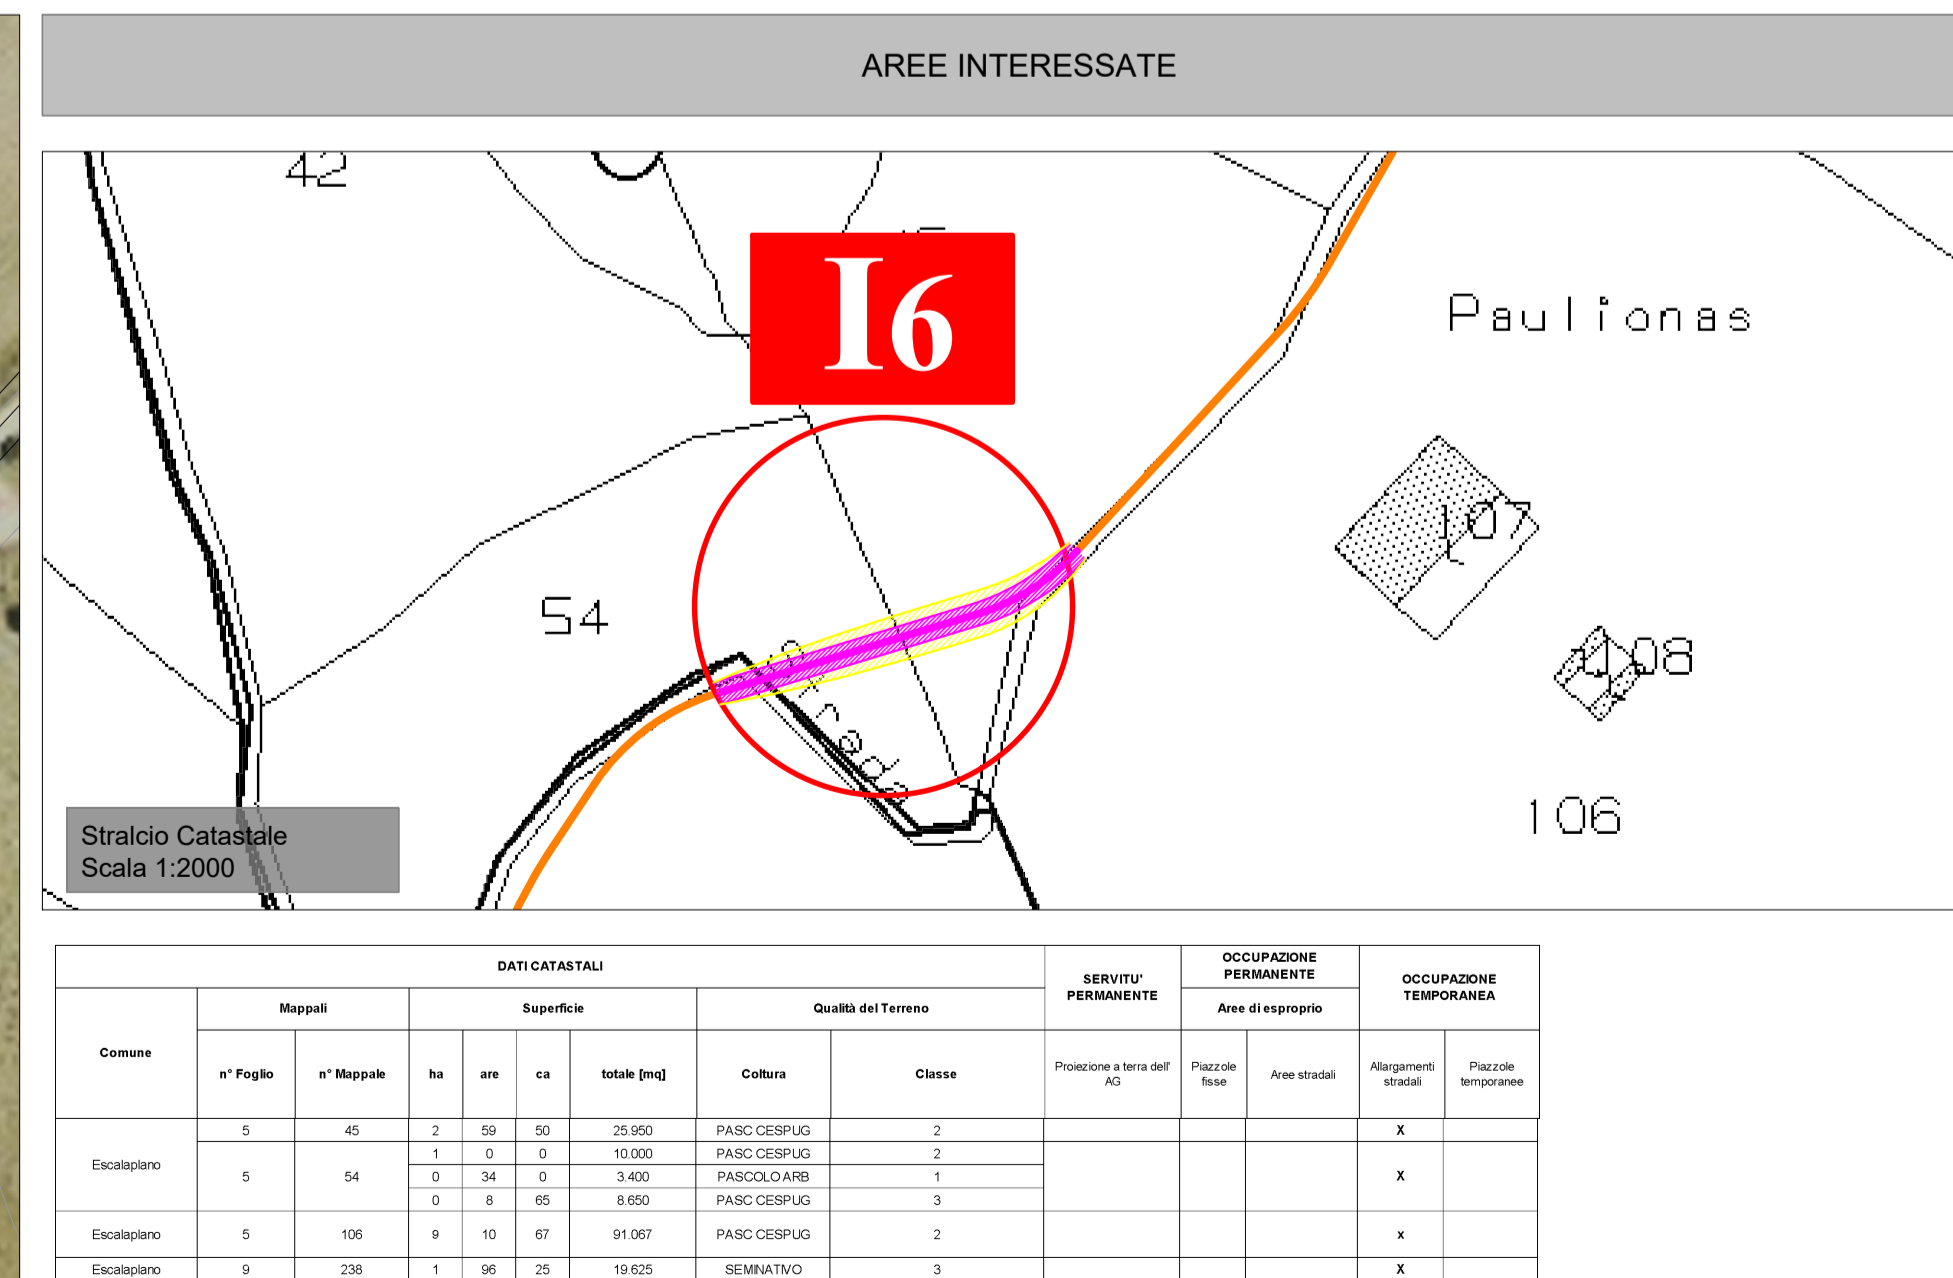 AREE INTERESSATE
42
I6
Paulionas
107
54
108
Strada
106
Stralcio Catastale
Scala 1:2000
DATI CATASTALI
SERVITU' PERMANENTE
OCCUPAZIONE PERMANENTE
OCCUPAZIONE TEMPORANEA
Comune
Mappali
Superficie
Qualità del Terreno
Aree di esproprio
n° Foglio
n° Mappale
ha
are
ca
totale [mq]
Coltura
Classe
Proiezione a terra dell' AG
Piazzole fisse
Aree stradali
Allargamenti stradali
Piazzole temporanee
Escalaplano
5 45 2 59 50 25.950 PASC CESPUG 2 X
5 54 1 0 0 10.000 PASC CESPUG 2 X
0 34 0 3.400 PASCOLO ARB 1
0 8 65 8.650 PASC CESPUG 3
Escalaplano 5 106 9 10 67 91.067 PASC CESPUG 2 x
Escalaplano 9 238 1 96 25 19.625 SEMINATIVO 3 X